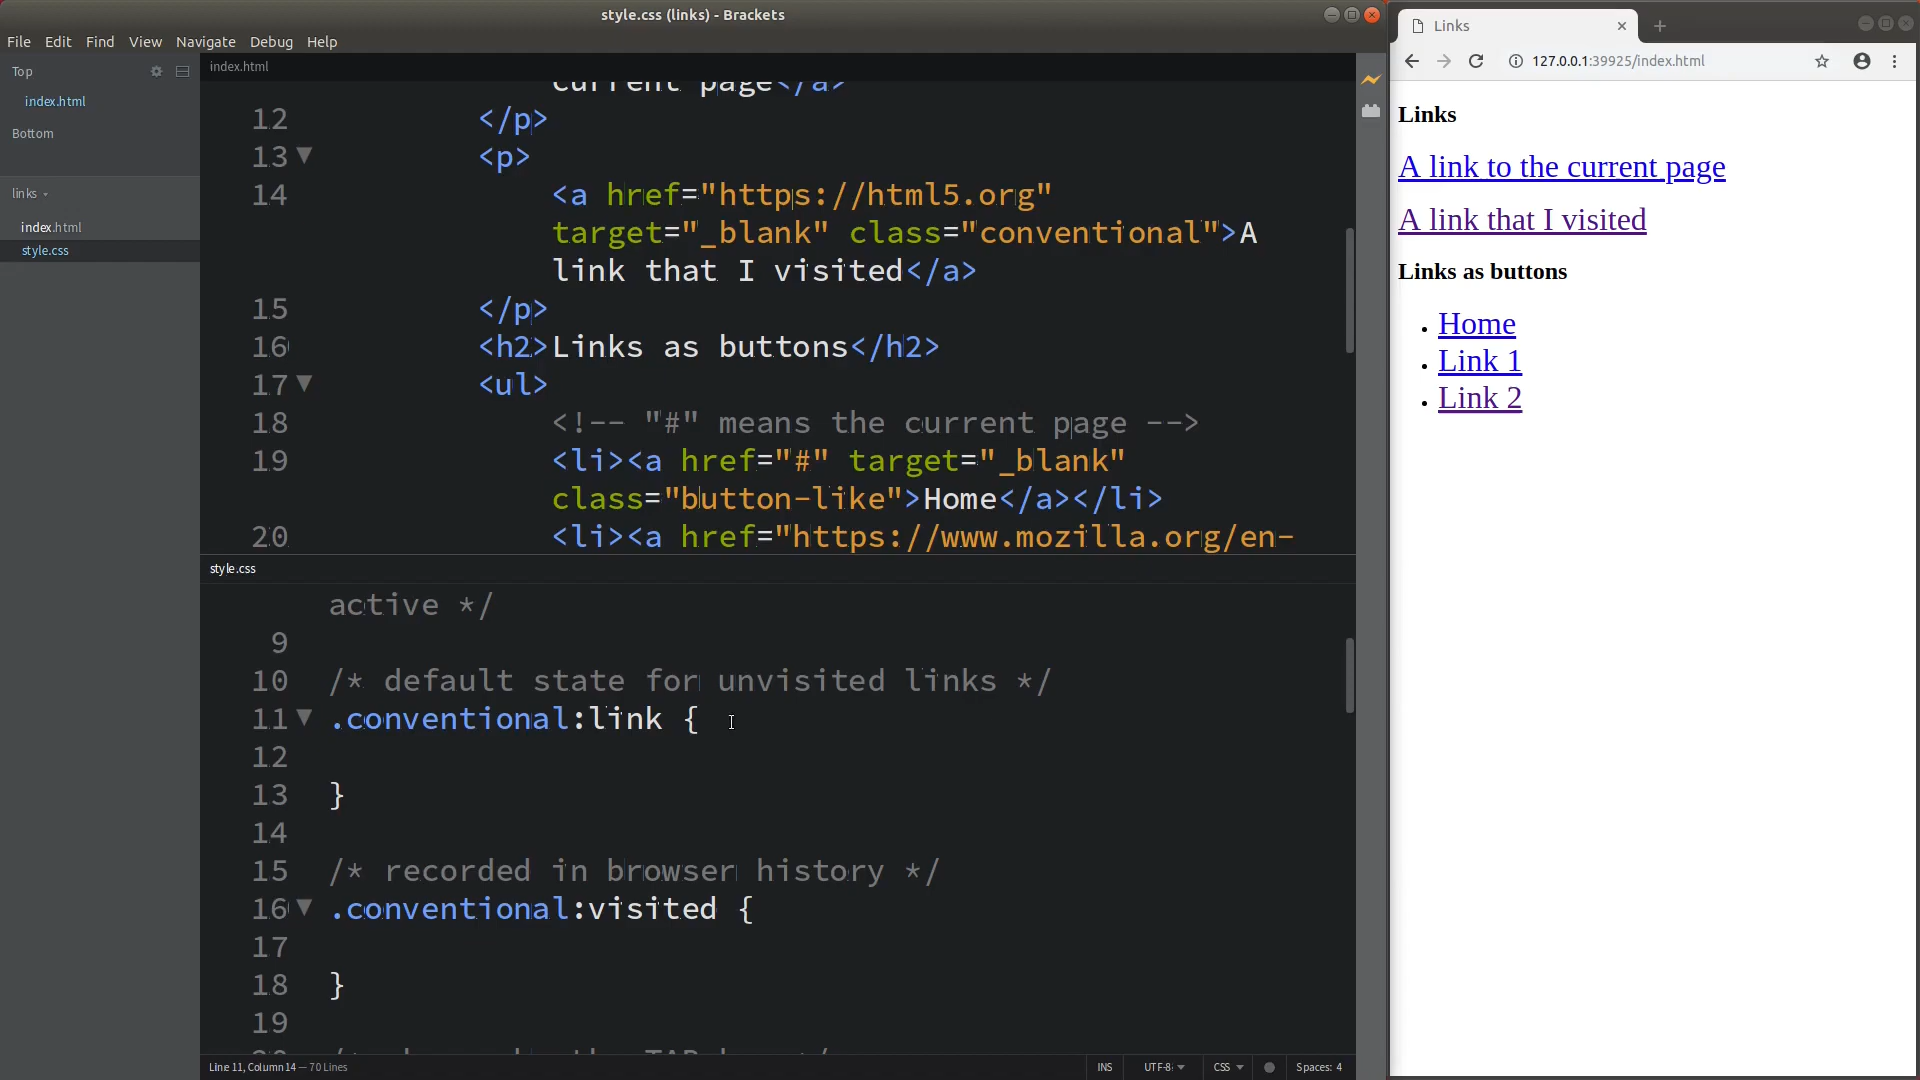 style.css (links) - Brackets
File Edit Find View Navigate Debug Help
Top
index.html
Bottom
links
index.html
style.css
index.html
current page</a>
12 </p>
13 <p>
14 <a href="https://html5.org"
target="_blank" class="conventional">A
link that I visited</a>
15 </p>
16 <h2>Links as buttons</h2>
17 <ul>
18 <!-- "#" means the current page -->
19 <li><a href="#" target="_blank"
class="button-like">Home</a></li>
20 <li><a href="https://www.mozilla.org/en-
style.css
active */
9
10 /* default state for unvisited links */
11 .conventional:link {
12
13 }
14
15 /* recorded in browser history */
16 .conventional:visited {
17
18 }
19
Line 11, Column 14 — 70 Lines
INS UTF-8 CSS Spaces: 4
Links
127.0.0.1:39925/index.html
Links
A link to the current page
A link that I visited
Links as buttons
Home
Link 1
Link 2